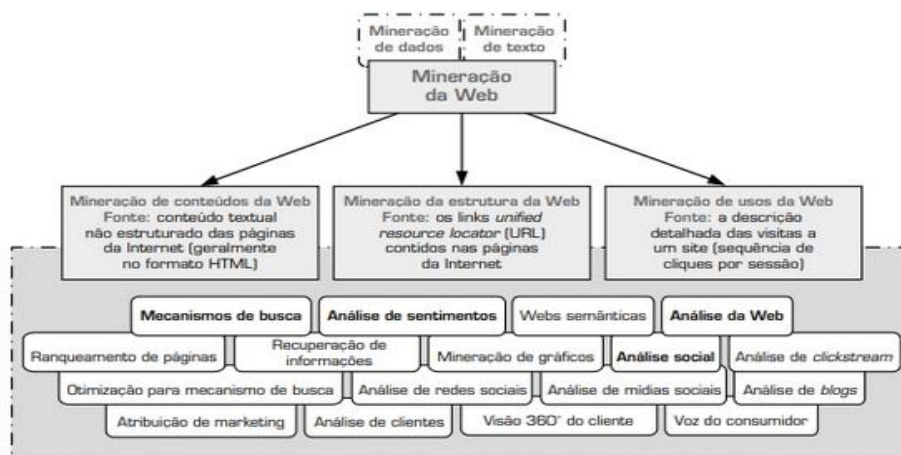 Mineração
de dados
Mineração
de texto
Mineração
da Web
Mineração de conteúdos da Web
Fonte: conteúdo textual
não estruturado das páginas
da Internet (geralmente
no formato HTML)
Mineração da estrutura da Web
Fonte: os links unified
resource locator (URL)
contidos nas páginas
da Internet
Mineração de usos da Web
Fonte: a descrição
detalhada das visitas a
um site (sequência de
cliques por sessão)
Mecanismos de busca
Análise de sentimentos
Webs semânticas
Análise da Web
Ranqueamento de páginas
Recuperação de
informações
Mineração de gráficos
Análise social
Análise de clickstream
Otimização para mecanismo de busca
Análise de redes sociais
Análise de mídias sociais
Análise de blogs
Atribuição de marketing
Análise de clientes
Visão 360° do cliente
Voz do consumidor